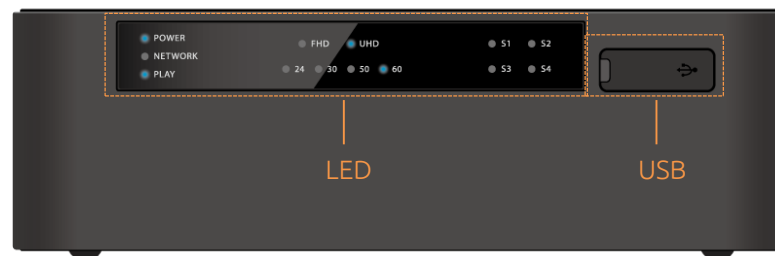 POWER
FHD UHD
S1 S2
NETWORK
24 30 50 60
S3 S4
PLAY
LED
USB